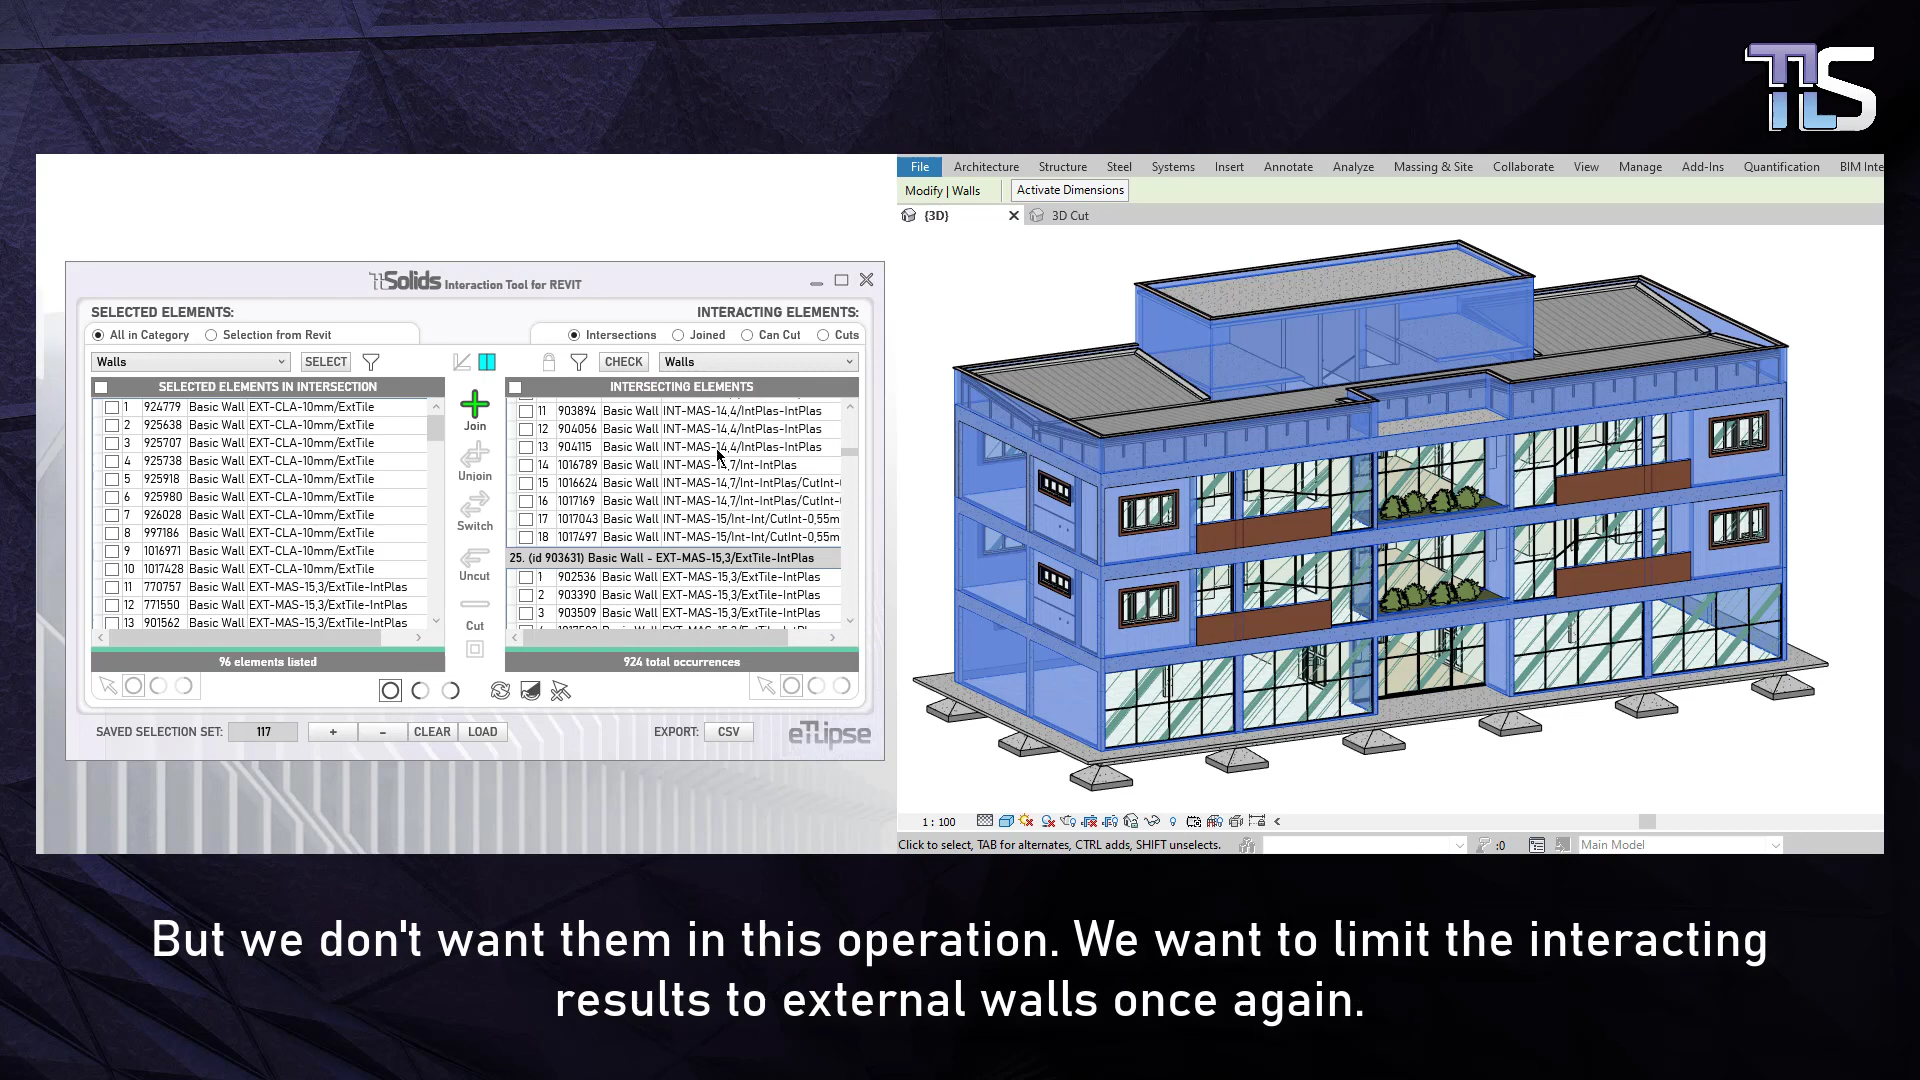 TTLS
File Architecture Structure Steel Systems Insert Annotate Analyze Massing & Site Collaborate View Manage Add-Ins Quantification BIM Inte
Modify | Walls Activate Dimensions
{3D} 3D Cut
Solids Interaction Tool for REVIT
SELECTED ELEMENTS: INTERACTING ELEMENTS:
All in Category Selection from Revit Intersections Joined Can Cut Cuts
Walls SELECT CHECK Walls
SELECTED ELEMENTS IN INTERSECTION
1 924779 Basic Wall EXT-CLA-10mm/ExtTile
2 925638 Basic Wall EXT-CLA-10mm/ExtTile
3 925707 Basic Wall EXT-CLA-10mm/ExtTile
4 925738 Basic Wall EXT-CLA-10mm/ExtTile
5 925918 Basic Wall EXT-CLA-10mm/ExtTile
6 925980 Basic Wall EXT-CLA-10mm/ExtTile
7 926028 Basic Wall EXT-CLA-10mm/ExtTile
8 997186 Basic Wall EXT-CLA-10mm/ExtTile
9 1016971 Basic Wall EXT-CLA-10mm/ExtTile
10 1017428 Basic Wall EXT-CLA-10mm/ExtTile
11 770757 Basic Wall EXT-MAS-15,3/ExtTile-IntPlas
12 771550 Basic Wall EXT-MAS-15,3/ExtTile-IntPlas
13 901562 Basic Wall EXT-MAS-15,3/ExtTile-IntPlas
96 elements listed
Join
Unjoin
Switch
Uncut
Cut
INTERSECTING ELEMENTS
11 903894 Basic Wall INT-MAS-14,4/IntPlas-IntPlas
12 904056 Basic Wall INT-MAS-14,4/IntPlas-IntPlas
13 904115 Basic Wall INT-MAS-14,4/IntPlas-IntPlas
14 1016789 Basic Wall INT-MAS-14,7/Int-IntPlas
15 1016624 Basic Wall INT-MAS-14,7/Int-IntPlas/CutInt-
16 1017169 Basic Wall INT-MAS-14,7/Int-IntPlas/CutInt-
17 1017043 Basic Wall INT-MAS-15/Int-Int/CutInt-0,55m
18 1017497 Basic Wall INT-MAS-15/Int-Int/CutInt-0,55m
25. (id 903631) Basic Wall - EXT-MAS-15,3/ExtTile-IntPlas
1 902536 Basic Wall EXT-MAS-15,3/ExtTile-IntPlas
2 903390 Basic Wall EXT-MAS-15,3/ExtTile-IntPlas
3 903509 Basic Wall EXT-MAS-15,3/ExtTile-IntPlas
924 total occurrences
SAVED SELECTION SET: 117 + - CLEAR LOAD EXPORT: CSV eTLipse
1 : 100
Click to select, TAB for alternates, CTRL adds, SHIFT unselects. :0 Main Model
But we don't want them in this operation. We want to limit the interacting
results to external walls once again.